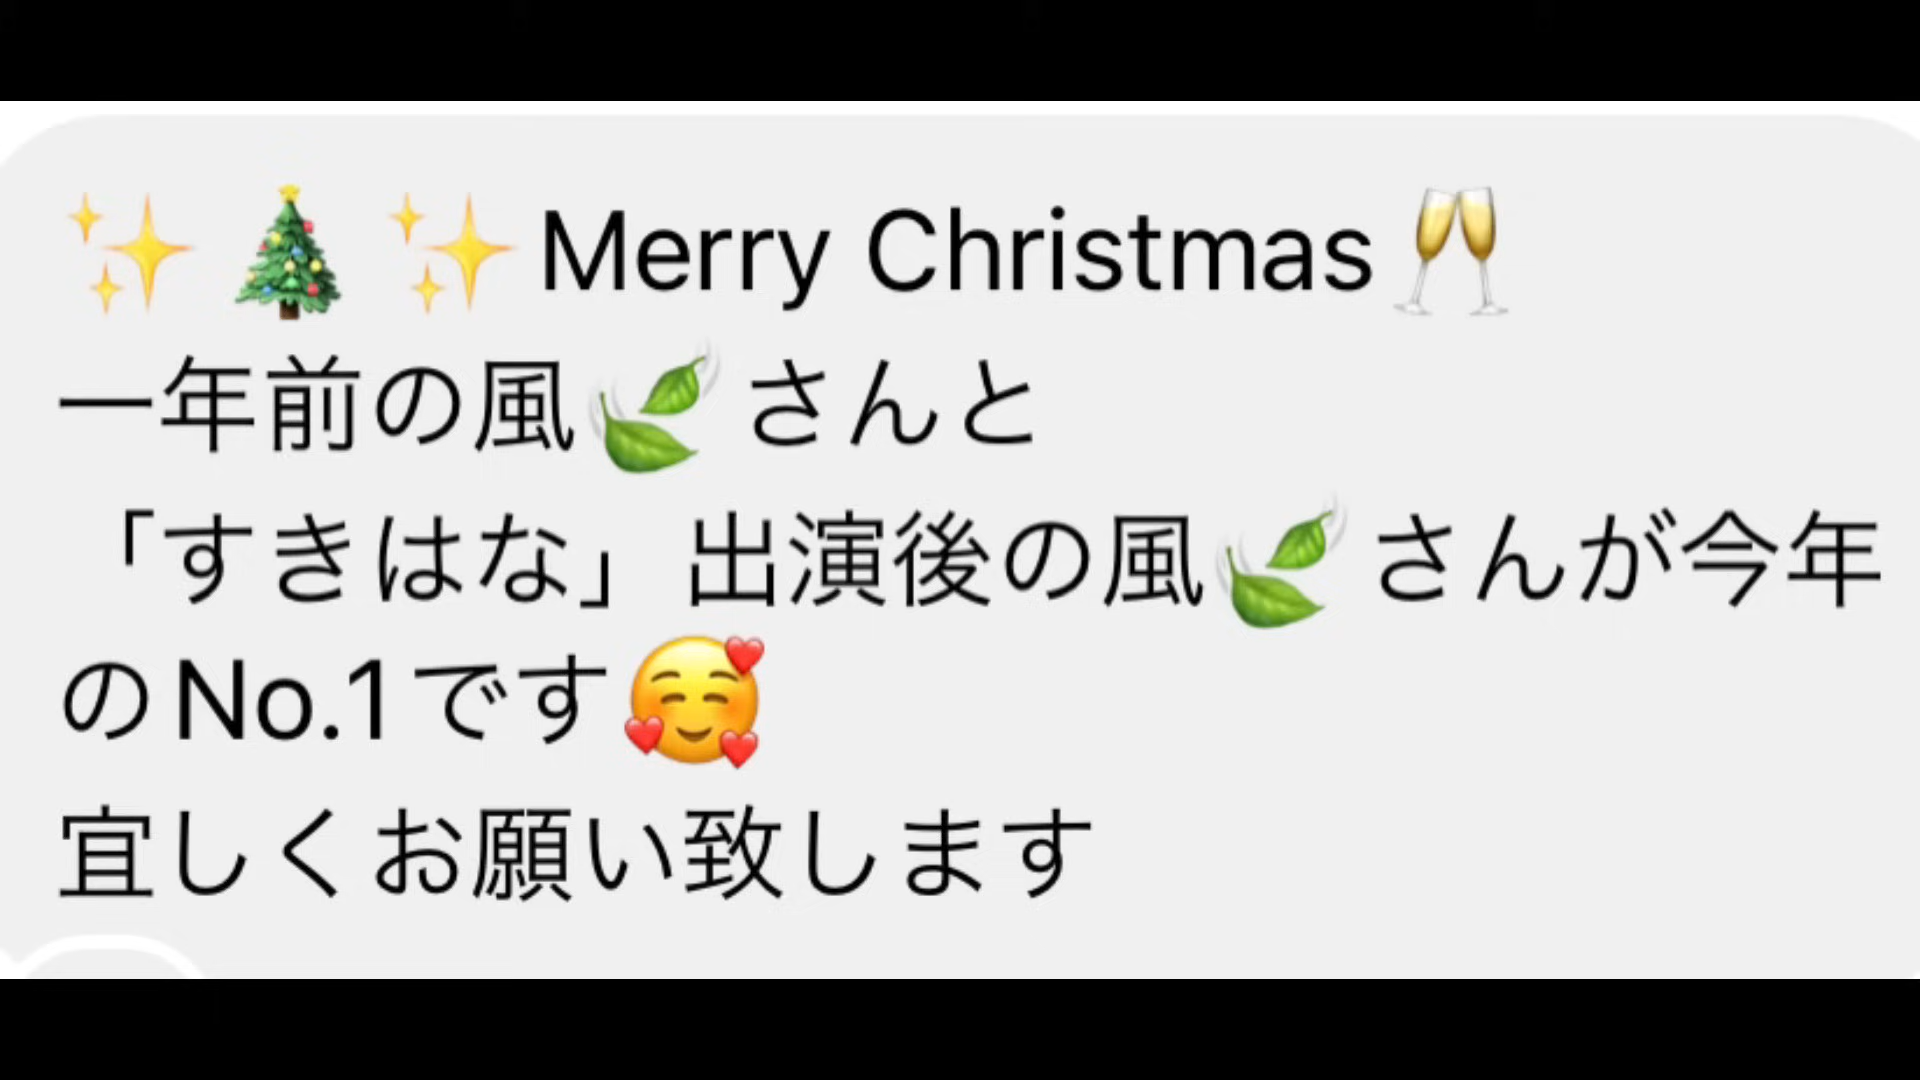 ✨🎄✨Merry Christmas🥂
一年前の風🍃さんと
「すきはな」出演後の風🍃さんが今年
のNo.1です🥰
宜しくお願い致します